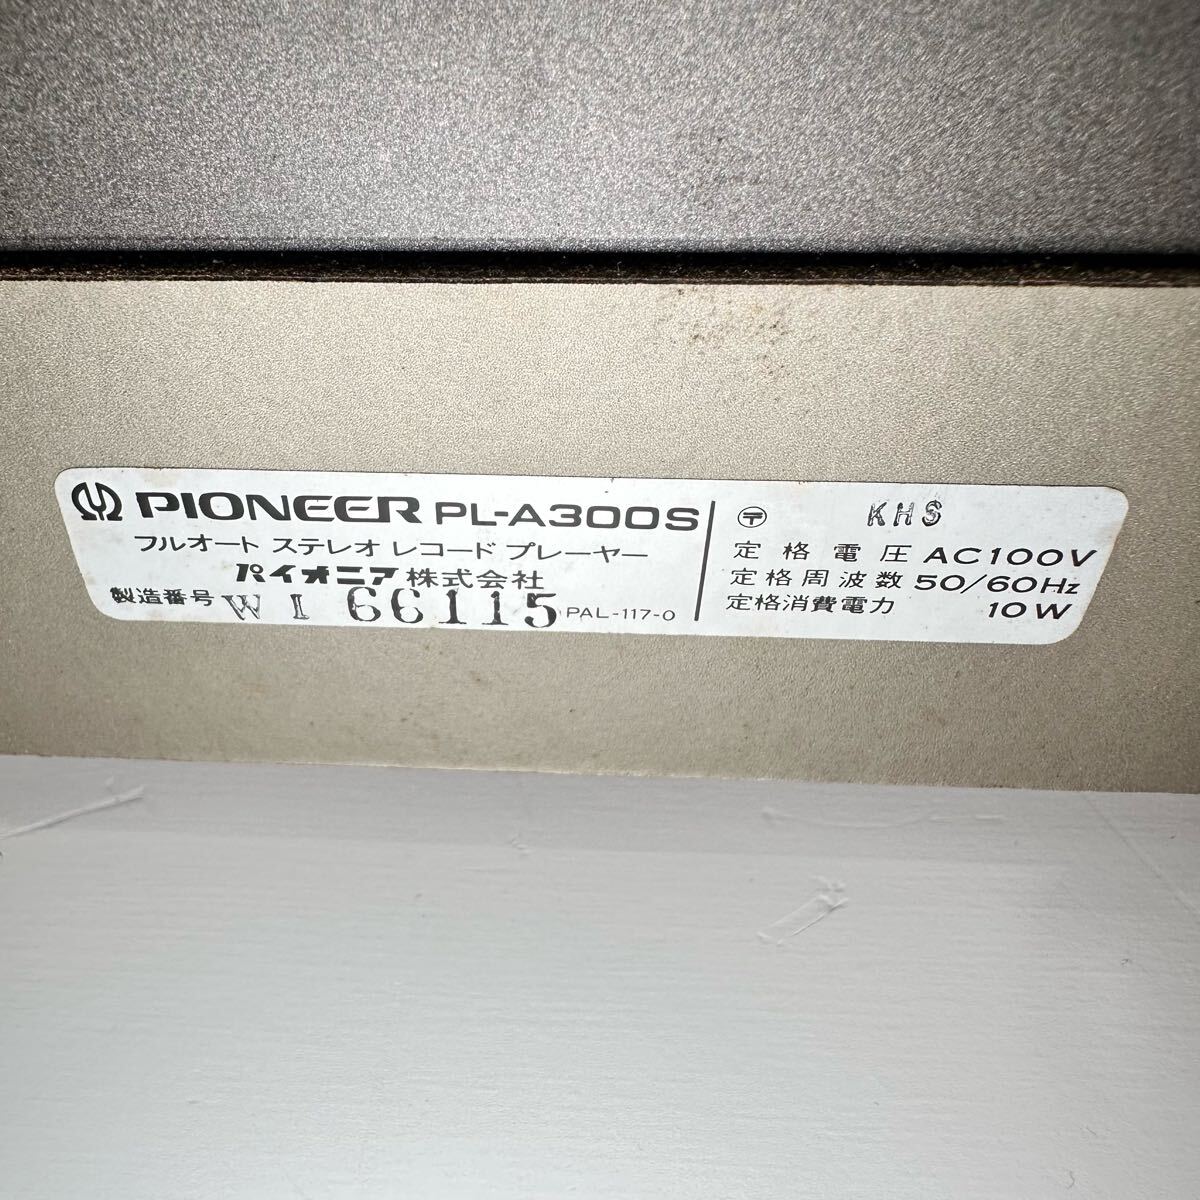 PIONEER PL-A300S
フルオート ステレオ レコード プレーヤー
パイオニア株式会社
製造番号 WI 66115 PAL-117-0
〶 KHS
定格電圧 AC100V
定格周波数 50/60Hz
定格消費電力 10W